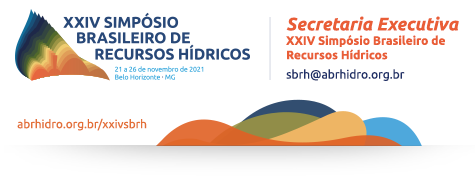 XXIV SIMPÓSIO
BRASILEIRO DE
RECURSOS HÍDRICOS
21 a 26 de novembro de 2021
Belo Horizonte • MG
abrhidro.org.br/xxivsbrh
Secretaria Executiva
XXIV Simpósio Brasileiro de
Recursos Hídricos
sbrh@abrhidro.org.br